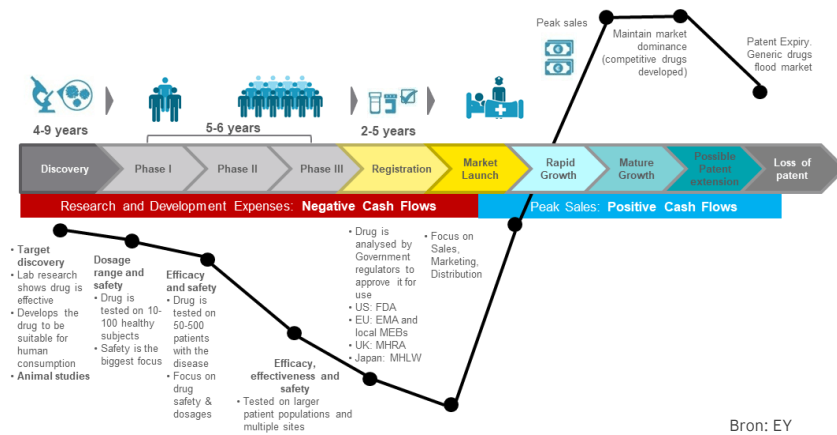 Peak sales
Maintain market
dominance
(competitive drugs
developed)
Patent Expiry.
Generic drugs
flood market
4-9 years
5-6 years
2-5 years
Discovery
Phase I
Phase II
Phase III
Registration
Market
Launch
Rapid
Growth
Mature
Growth
Possible
Patent
extension
Loss of
patent
Research and Development Expenses: Negative Cash Flows
Peak Sales: Positive Cash Flows
• Target
discovery
• Lab research
shows drug is
effective
• Develops
the drug to be
suitable for
human
consumption
• Animal studies
Dosage
range and
safety
• Drug is
tested on 10-
100 healthy
subjects
• Safety is the
biggest focus
Efficacy
and safety
• Drug is
tested on
50-500
patients
with the
disease
• Focus on
drug
safety &
dosages
Efficacy,
effectiveness and
safety
• Tested on larger
patient populations and
multiple sites
• Drug is
analysed by
Government
regulators to
approve it for
use
• US: FDA
• EU: EMA and
local MEBs
• UK: MHRA
• Japan: MHLW
• Focus on
Sales,
Marketing,
Distribution
Bron: EY